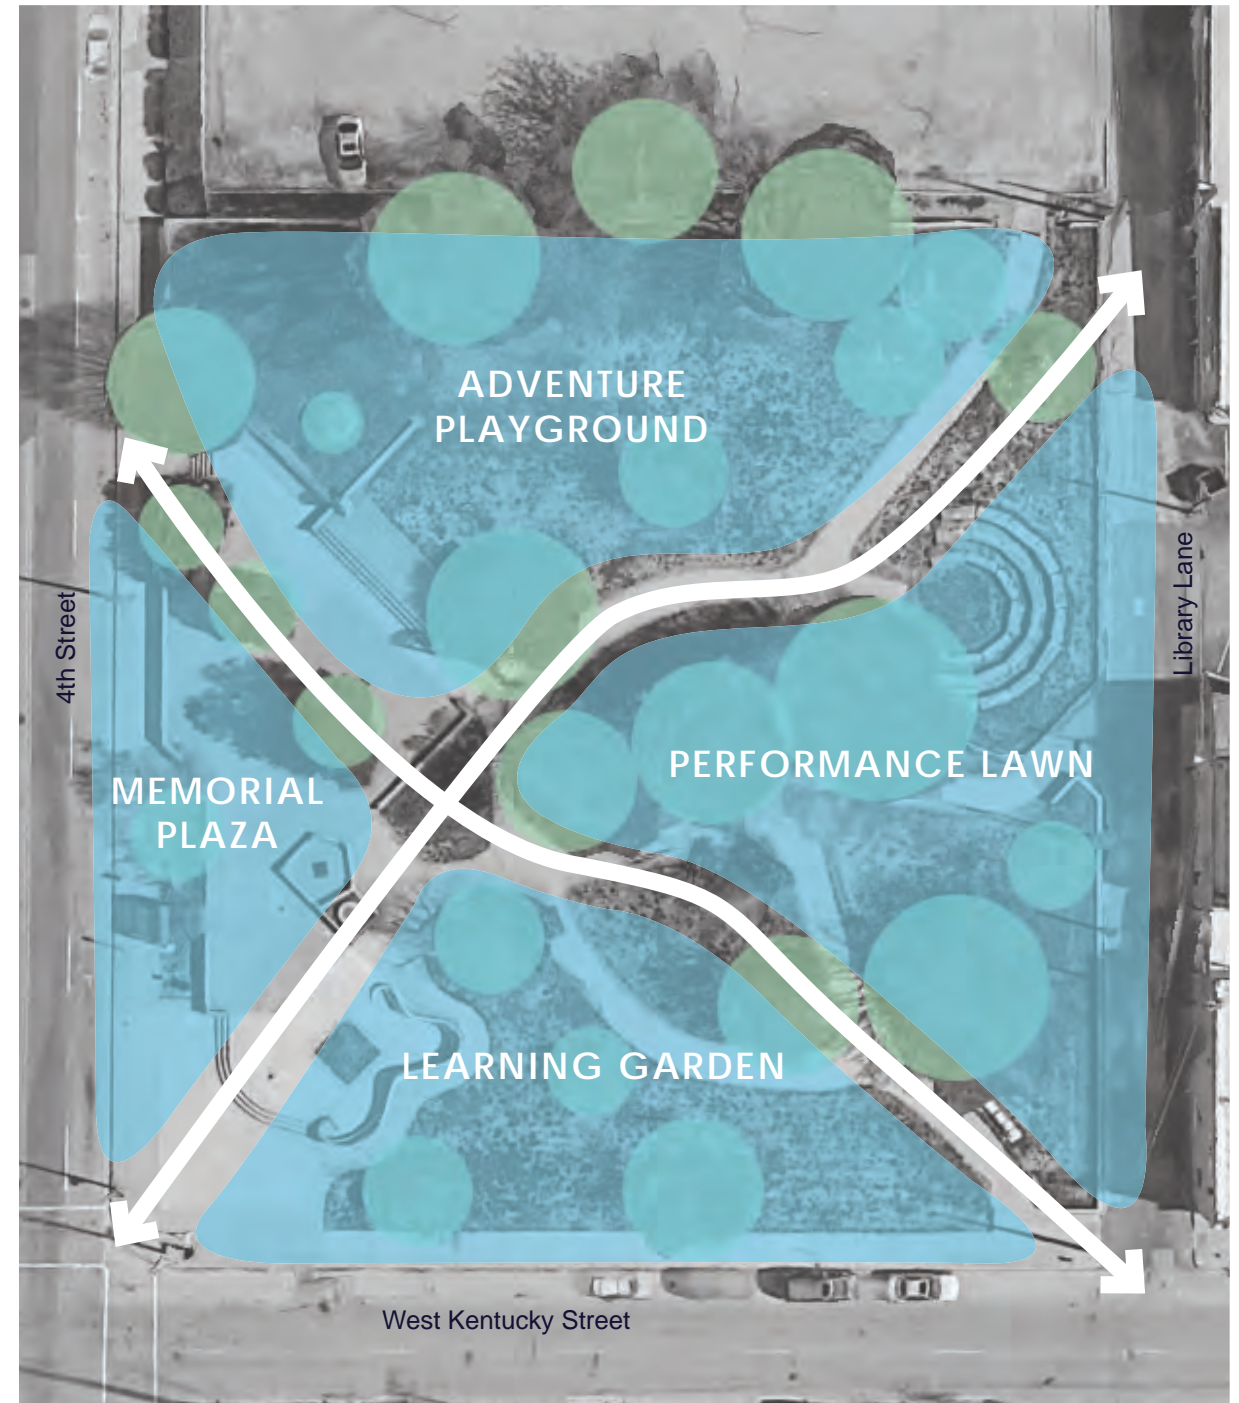 ADVENTURE
PLAYGROUND
4th Street
Library Lane
MEMORIAL
PLAZA
PERFORMANCE LAWN
LEARNING GARDEN
West Kentucky Street